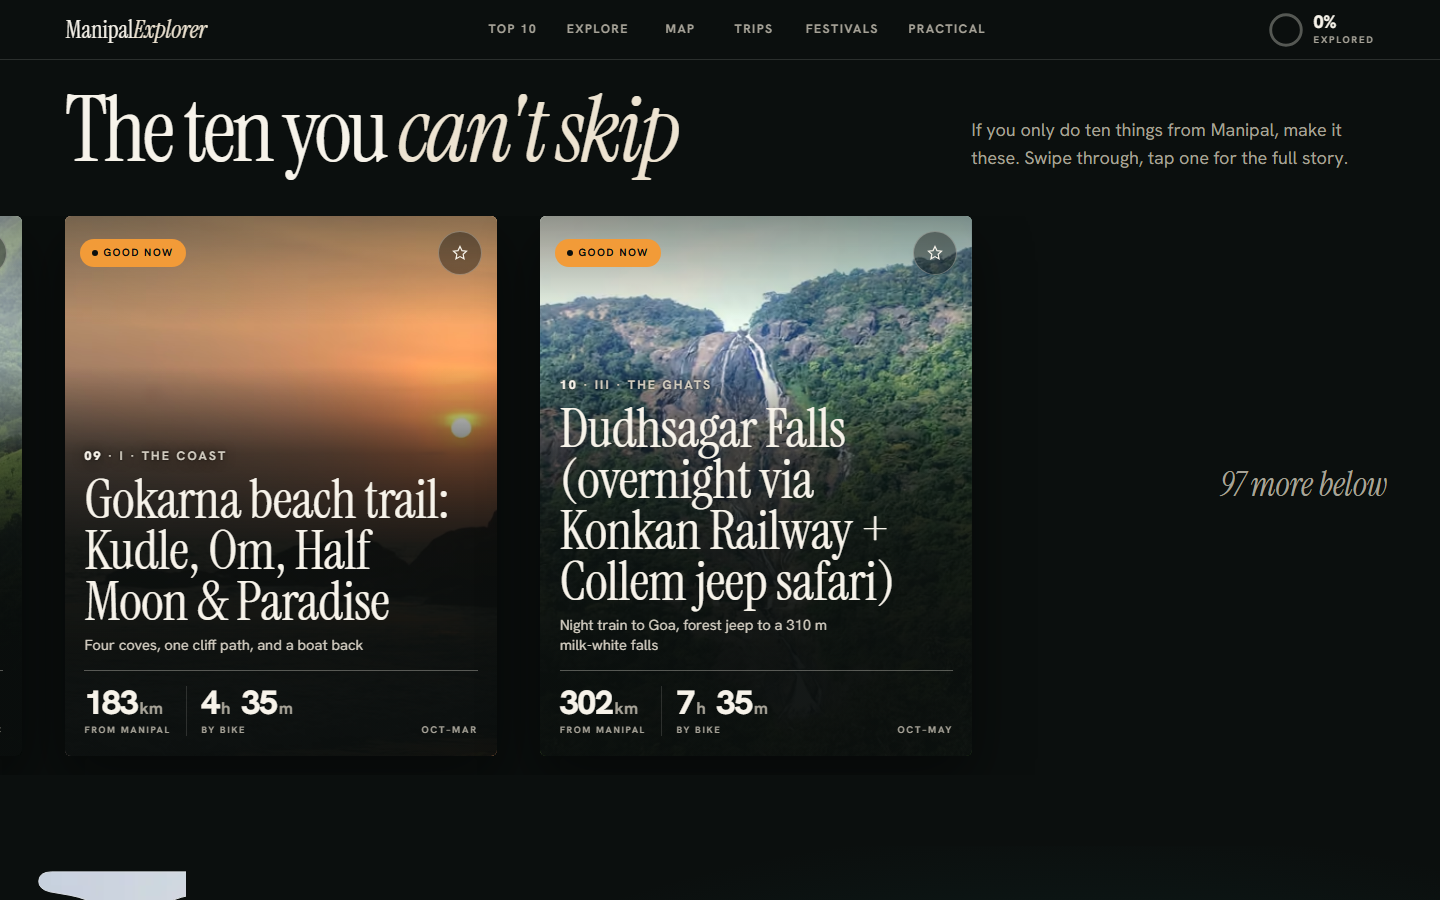 ManipalExplorer
TOP 10
EXPLORE
MAP
TRIPS
FESTIVALS
PRACTICAL
0%
EXPLORED
The ten you can't skip
If you only do ten things from Manipal, make it
these. Swipe through, tap one for the full story.
GOOD NOW
09 · I · THE COAST
Gokarna beach trail:
Kudle, Om, Half
Moon & Paradise
Four coves, one cliff path, and a boat back
183km
FROM MANIPAL
4h 35m
BY BIKE
OCT–MAR
GOOD NOW
10 · III · THE GHATS
Dudhsagar Falls
(overnight via
Konkan Railway +
Collem jeep safari)
Night train to Goa, forest jeep to a 310 m
milk-white falls
302km
FROM MANIPAL
7h 35m
BY BIKE
OCT–MAY
97 more below